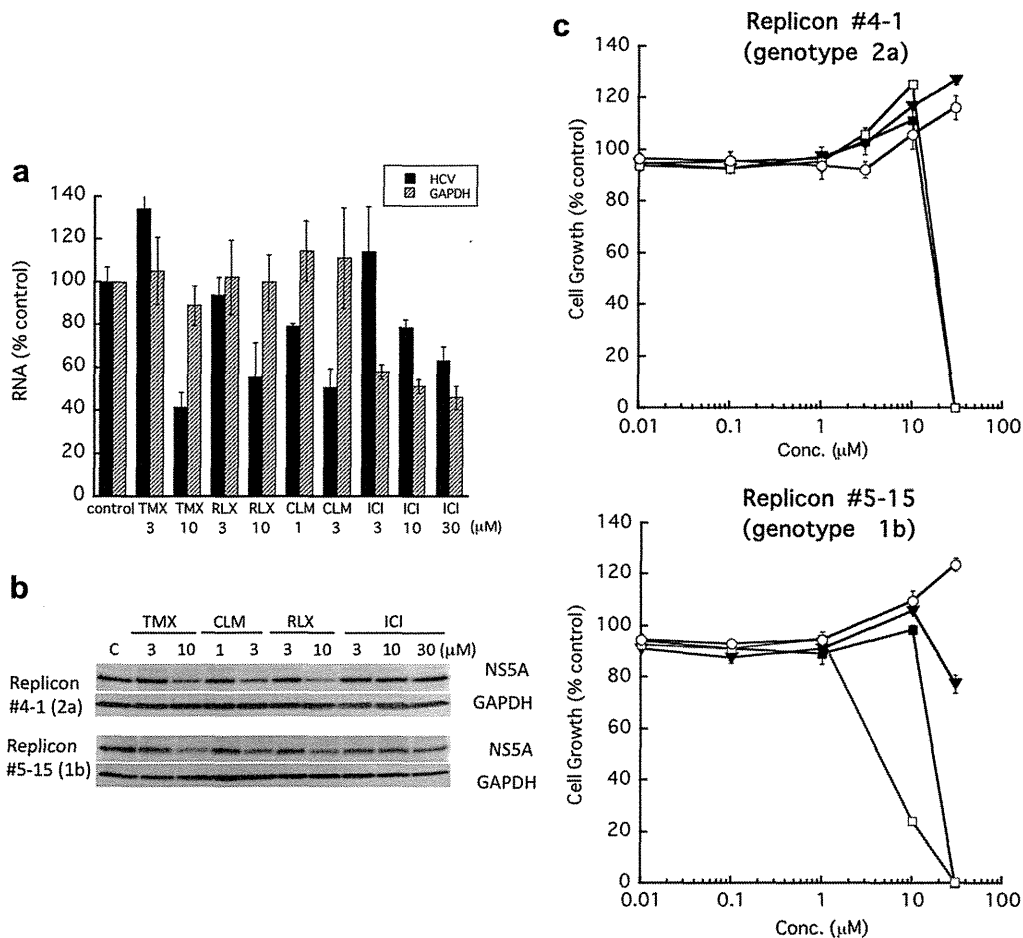 a
HCV
GAPDH
140
120
100
80
60
40
20
0
RNA (% control)
control TMX TMX RLX RLX CLM CLM ICI ICI ICI
3 10 3 10 1 3 3 10 30 (μM)
b
TMX CLM RLX ICI
C 3 10 1 3 3 10 3 10 30 (μM)
Replicon
#4-1 (2a)
NS5A
GAPDH
Replicon
#5-15 (1b)
NS5A
GAPDH
c
Replicon #4-1
(genotype 2a)
140
120
100
80
60
40
20
0
Cell Growth (% control)
0.01 0.1 1 10 100
Conc. (μM)
Replicon #5-15
(genotype 1b)
140
120
100
80
60
40
20
0
Cell Growth (% control)
0.01 0.1 1 10 100
Conc. (μM)